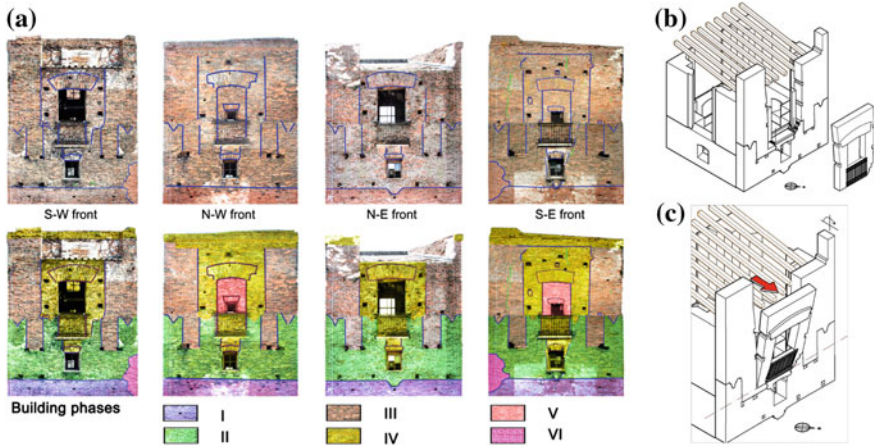 (a)
S-W front
N-W front
N-E front
S-E front
Building phases
I
II
III
IV
V
VI
(b)
(c)